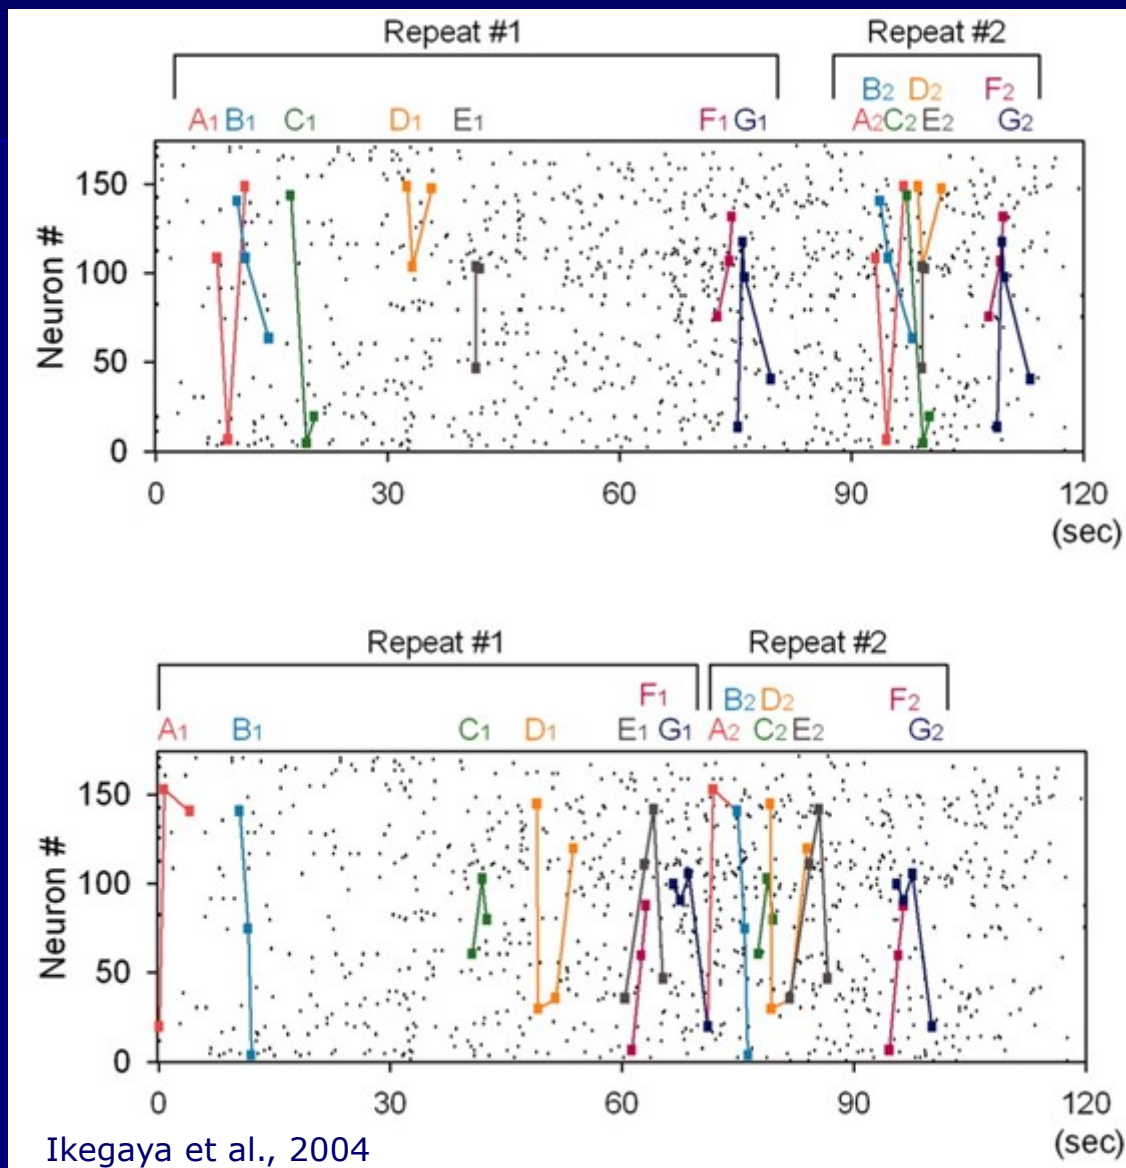 Repeat #1 Repeat #2
B2 D2 F2
A1 B1 C1 D1 E1 F1 G1 A2 C2 E2 G2
150
100
50
0
Neuron #
0 30 60 90 120
(sec)
Repeat #1 Repeat #2
F1 B2 D2 F2
A1 B1 C1 D1 E1 G1 A2 C2 E2 G2
150
100
50
0
Neuron #
0 30 60 90 120
(sec)
Ikegaya et al., 2004